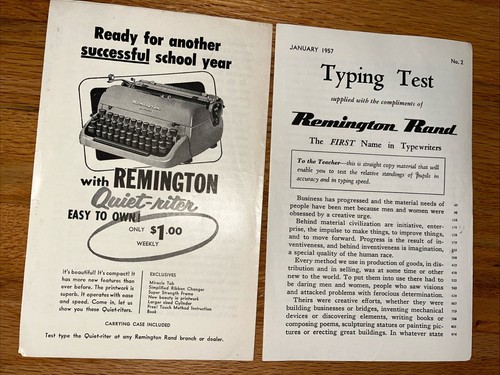 Ready for another
successful school year
Remington
with REMINGTON
Quiet-riter
EASY TO OWN!
ONLY $1.00
WEEKLY
It's beautiful! It's compact! It
has more new features than
ever before. The printwork is
superb. It operates with ease
and speed. Come in, let us
show you these Quiet-riters.
EXCLUSIVES
Miracle Tab
Simplified Ribbon Changer
Super Strength Frame
New beauty in printwork
Larger sized Cylinder
Free! Touch Method Instruction
Book
CARRYING CASE INCLUDED
Test type the Quiet-riter at any Remington Rand branch or dealer.
JANUARY 1957
No. 2
Typing Test
supplied with the compliments of
Remington Rand
The FIRST Name in Typewriters
To the Teacher—this is straight copy material that will
enable you to test the relative standings of pupils in
accuracy and in typing speed.
Business has progressed and the material needs of
people have been met because men and women were
obsessed by a creative urge.
Behind material civilization are initiative, enter-
prise, the impulse to make things, to improve things,
and to move forward. Progress is the result of in-
ventiveness, and behind inventiveness is imagination,
a special quality of the human race.
Every method we use in production of goods, in dis-
tribution and in selling, was at some time or other
new to the world. To put them into use there had to
be daring men and women, people who saw visions
and attacked problems with ferocious determination.
Theirs were creative efforts, whether they were
building businesses or bridges, inventing mechanical
devices or discovering elements, writing books or
composing poems, sculpturing statues or painting pic-
tures or erecting great buildings. In whatever state